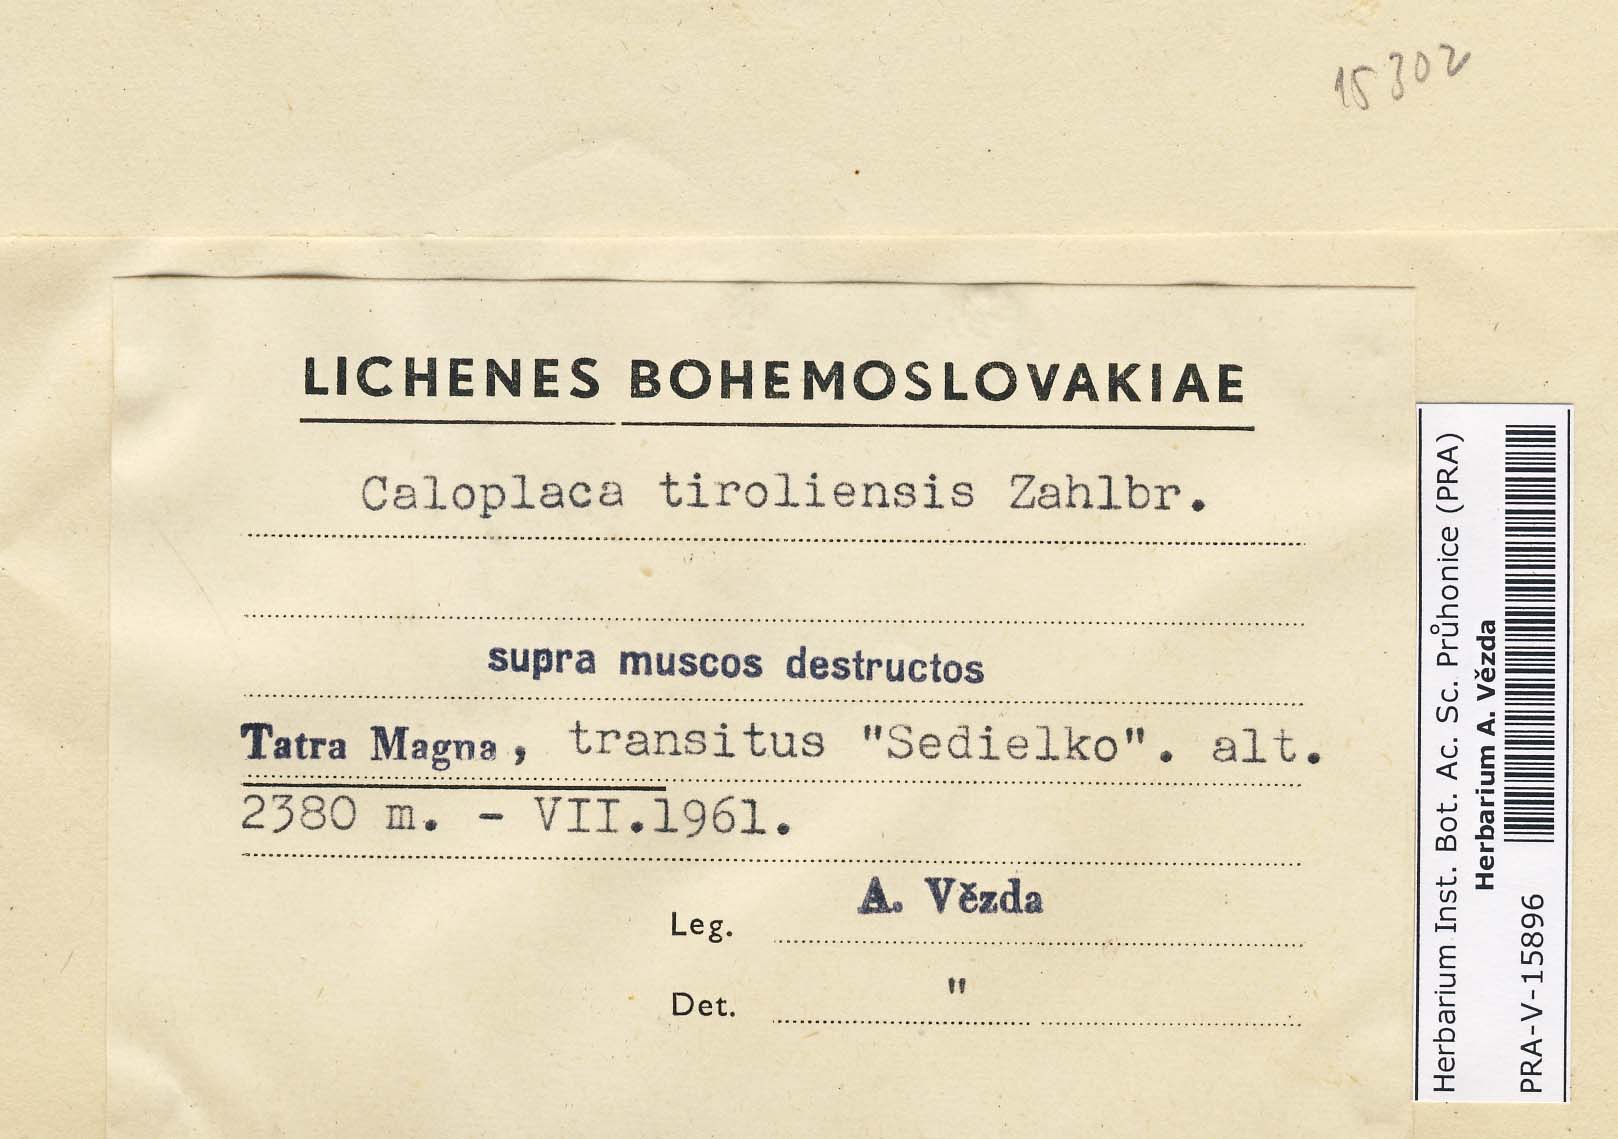 15302
LICHENES BOHEMOSLOVAKIAE
Caloplaca tiroliensis Zahlbr.
supra muscos destructos
Tatra Magna, transitus "Sedielko". alt.
2380 m. - VII.1961.
Leg. A. Vězda
Det. "
Herbarium Inst. Bot. Ac. Sc. Průhonice (PRA)
Herbarium A. Vězda
PRA-V-15896